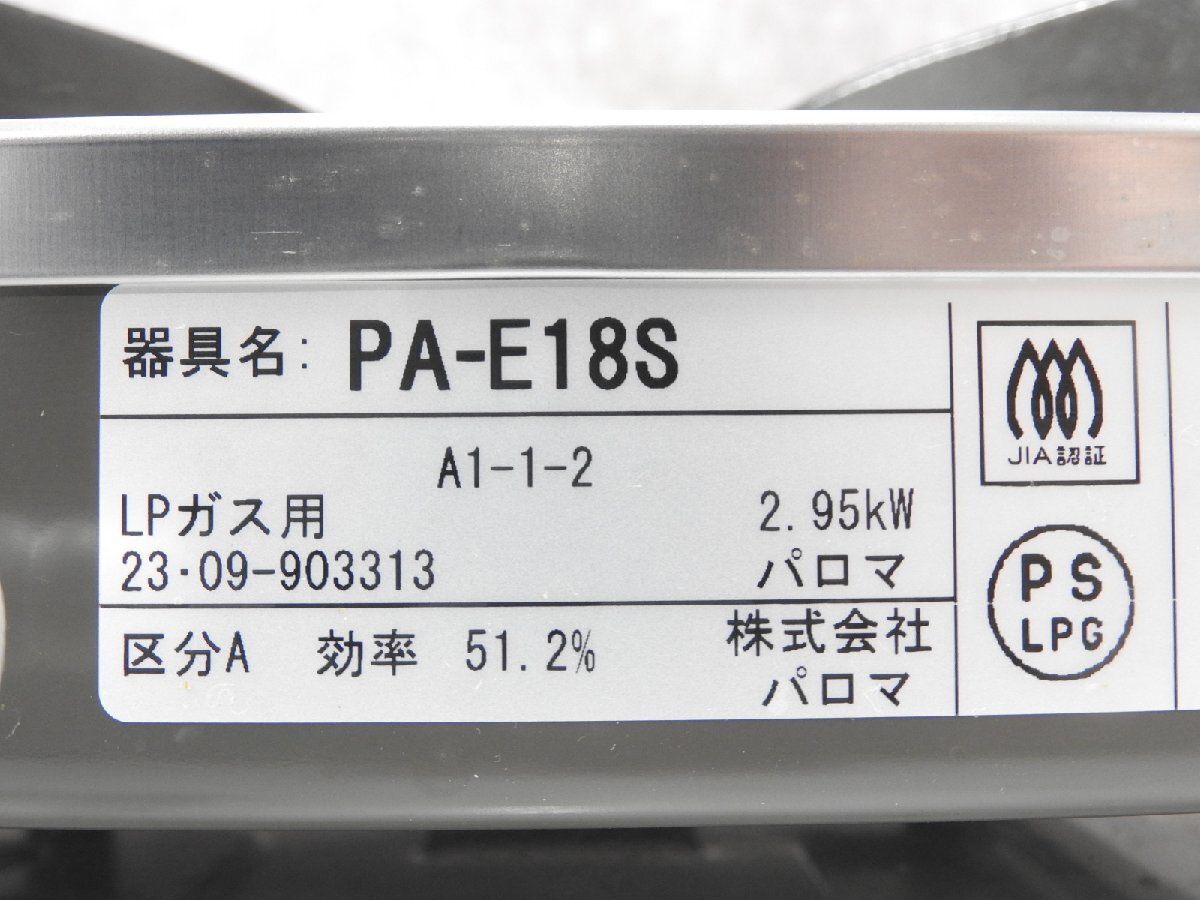 器具名: PA-E18S
A1-1-2
LPガス用 2.95kW
23・09-903313 パロマ
区分A 効率 51.2% 株式会社
パロマ
JIA認証
PS
LPG